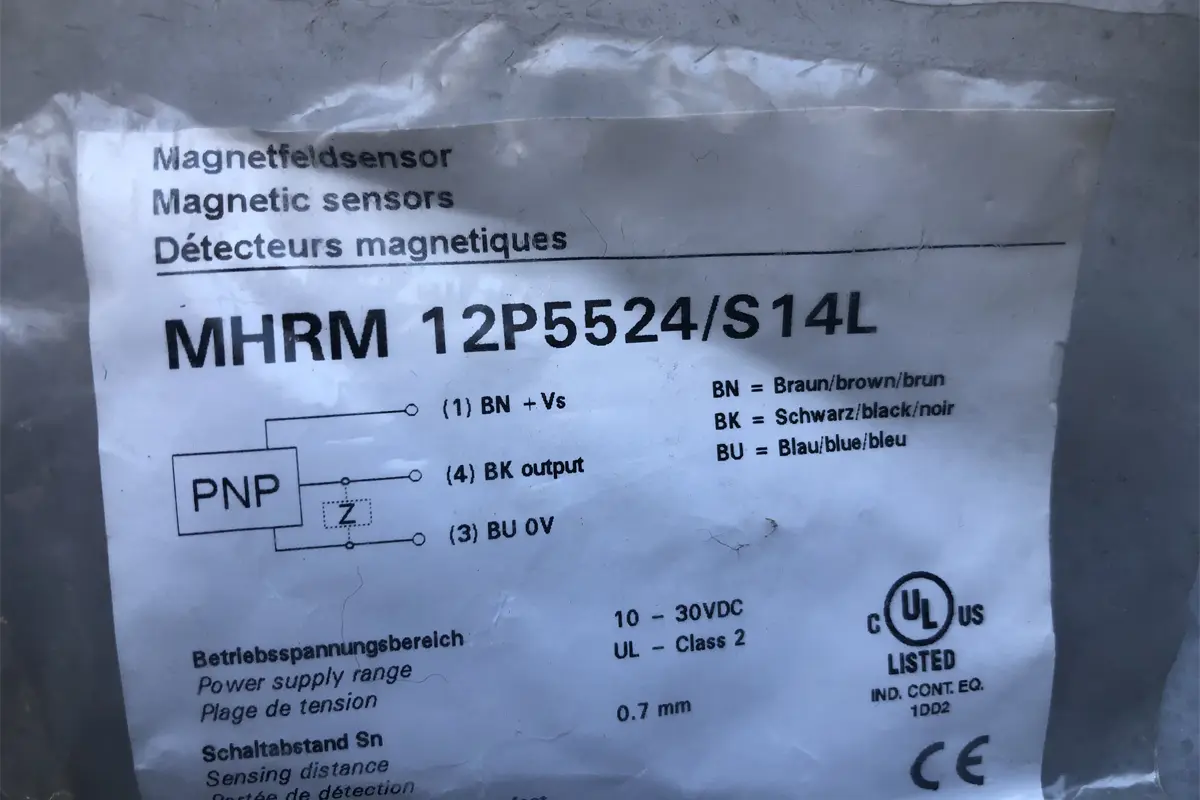 Magnetfeldsensor
Magnetic sensors
Détecteurs magnetiques
MHRM 12P5524/S14L
(1) BN +Vs
BN = Braun/brown/brun
BK = Schwarz/black/noir
BU = Blau/blue/bleu
PNP
(4) BK output
Z
(3) BU 0V
Betriebsspannungsbereich
Power supply range
Plage de tension
10 - 30VDC
UL - Class 2
C UL US
LISTED
IND. CONT. EQ.
1DD2
Schaltabstand Sn
Sensing distance
Portée de détection
0.7 mm
CE